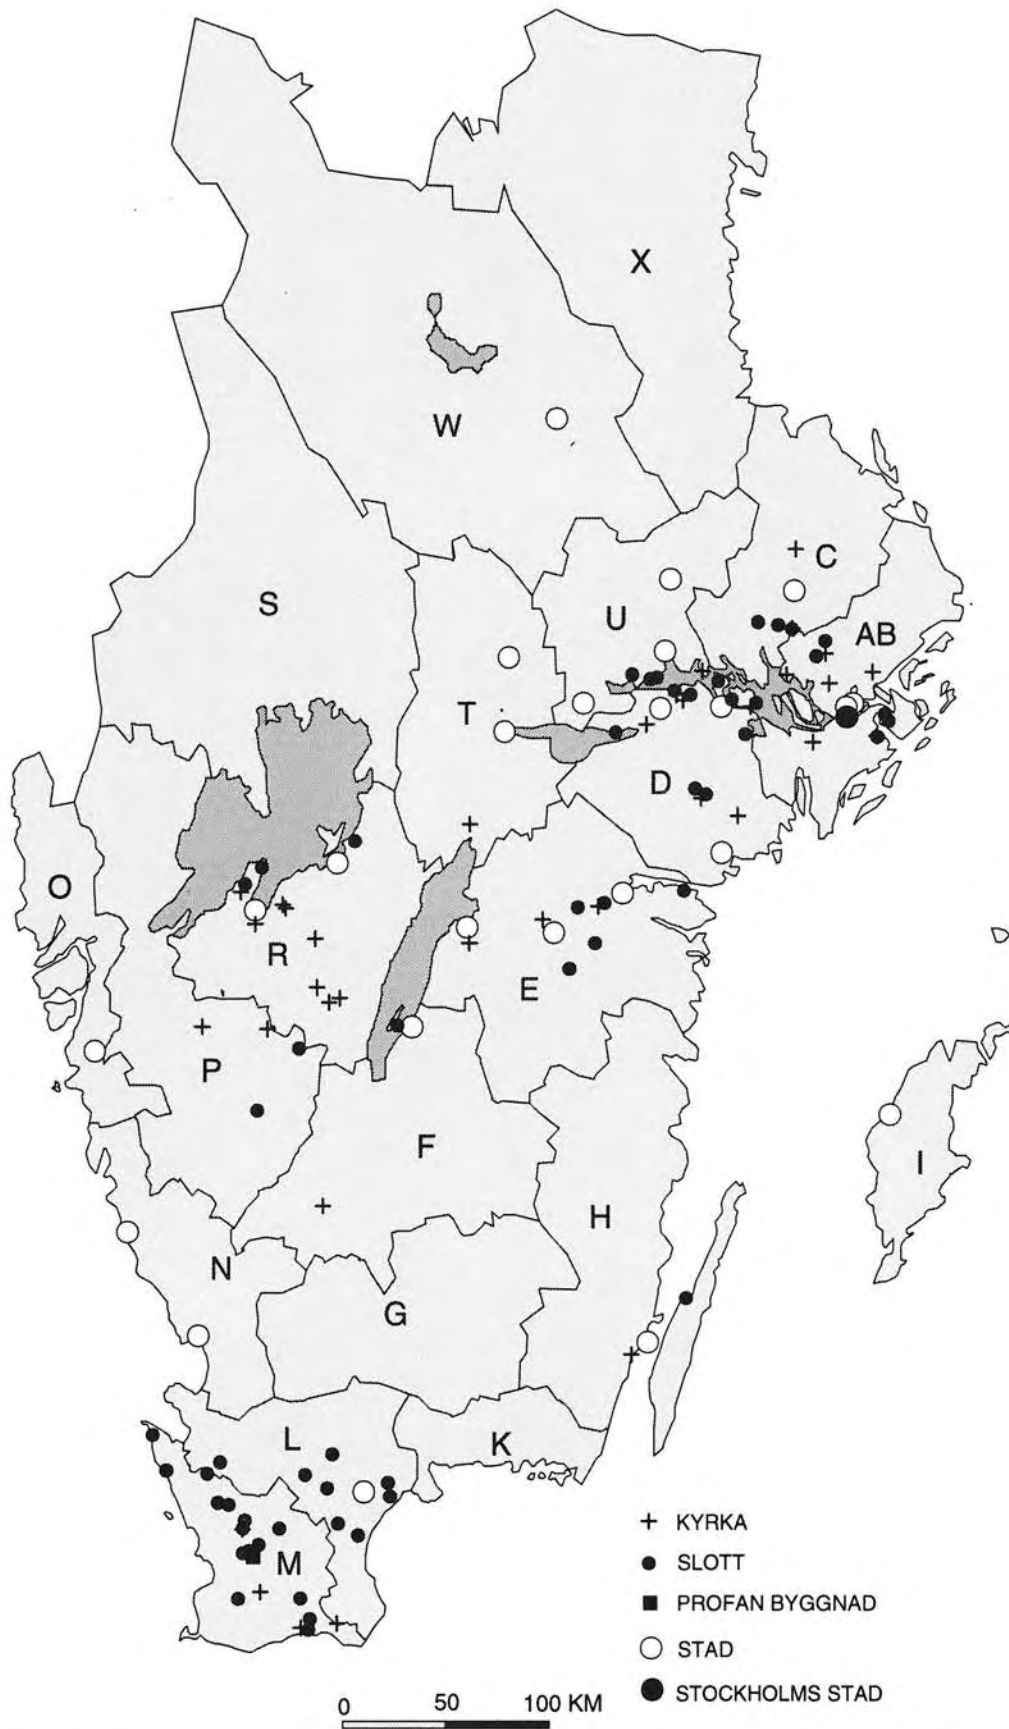 X
W
C
S
U
AB
T
D
O
R
E
P
F
I
H
N
G
L
K
M
KYRKA
SLOTT
PROFAN BYGGNAD
STAD
STOCKHOLMS STAD
0 50 100 KM